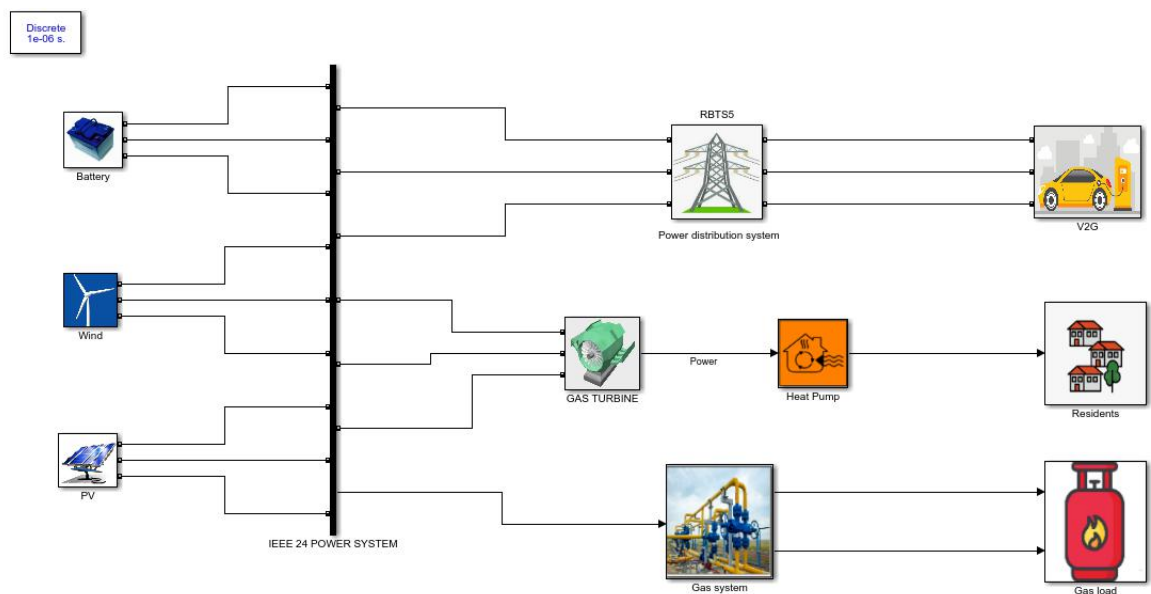 Discrete
1e-06 s.
RBTS5
Battery
Power distribution system
V2G
Wind
Power
GAS TURBINE
Heat Pump
Residents
PV
IEEE 24 POWER SYSTEM
Gas system
Gas load